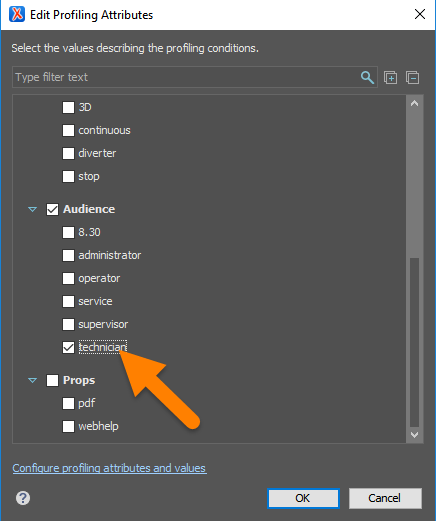 Edit Profiling Attributes
Select the values describing the profiling conditions.
Type filter text
3D
continuous
diverter
stop
Audience
8.30
administrator
operator
service
supervisor
technician
Props
pdf
webhelp
Configure profiling attributes and values
? OK Cancel